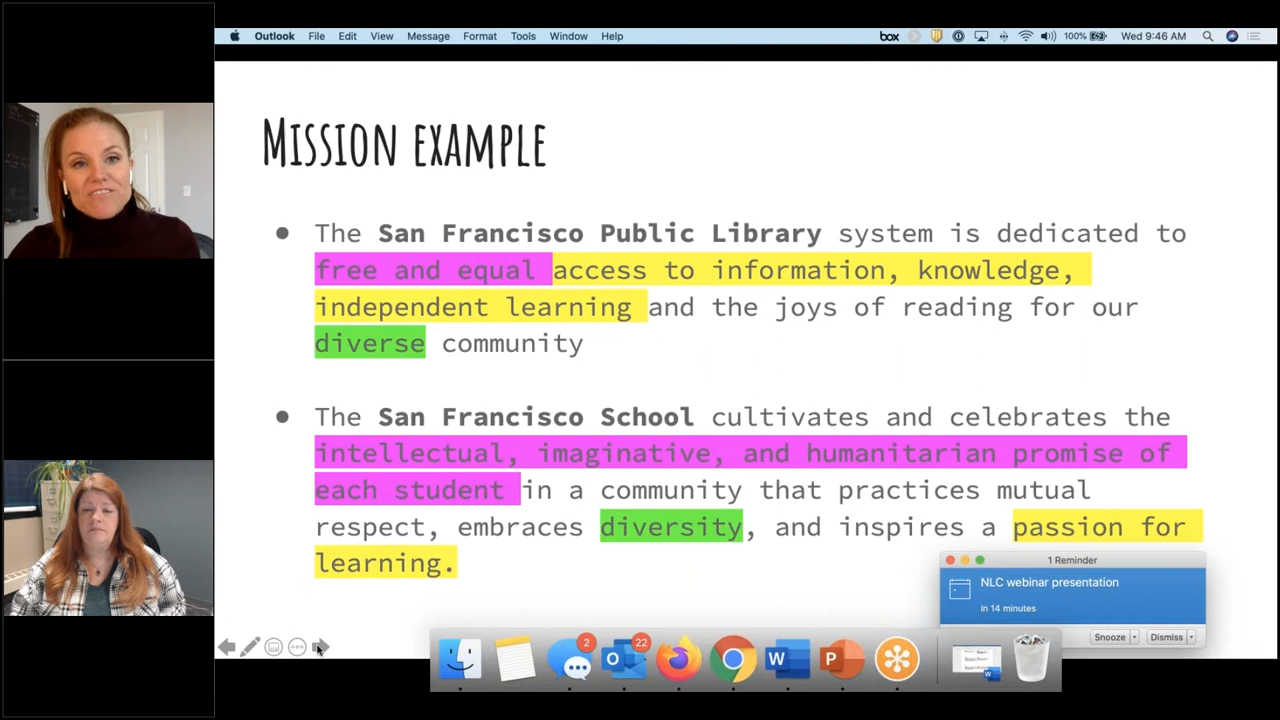 Outlook File Edit View Message Format Tools Window Help box 100% Wed 9:46 AM
Mission example
● The San Francisco Public Library system is dedicated to
free and equal access to information, knowledge,
independent learning and the joys of reading for our
diverse community
● The San Francisco School cultivates and celebrates the
intellectual, imaginative, and humanitarian promise of
each student in a community that practices mutual
respect, embraces diversity, and inspires a passion for
learning.
1 Reminder
NLC webinar presentation
In 14 minutes
Snooze Dismiss
2 22
O W P W